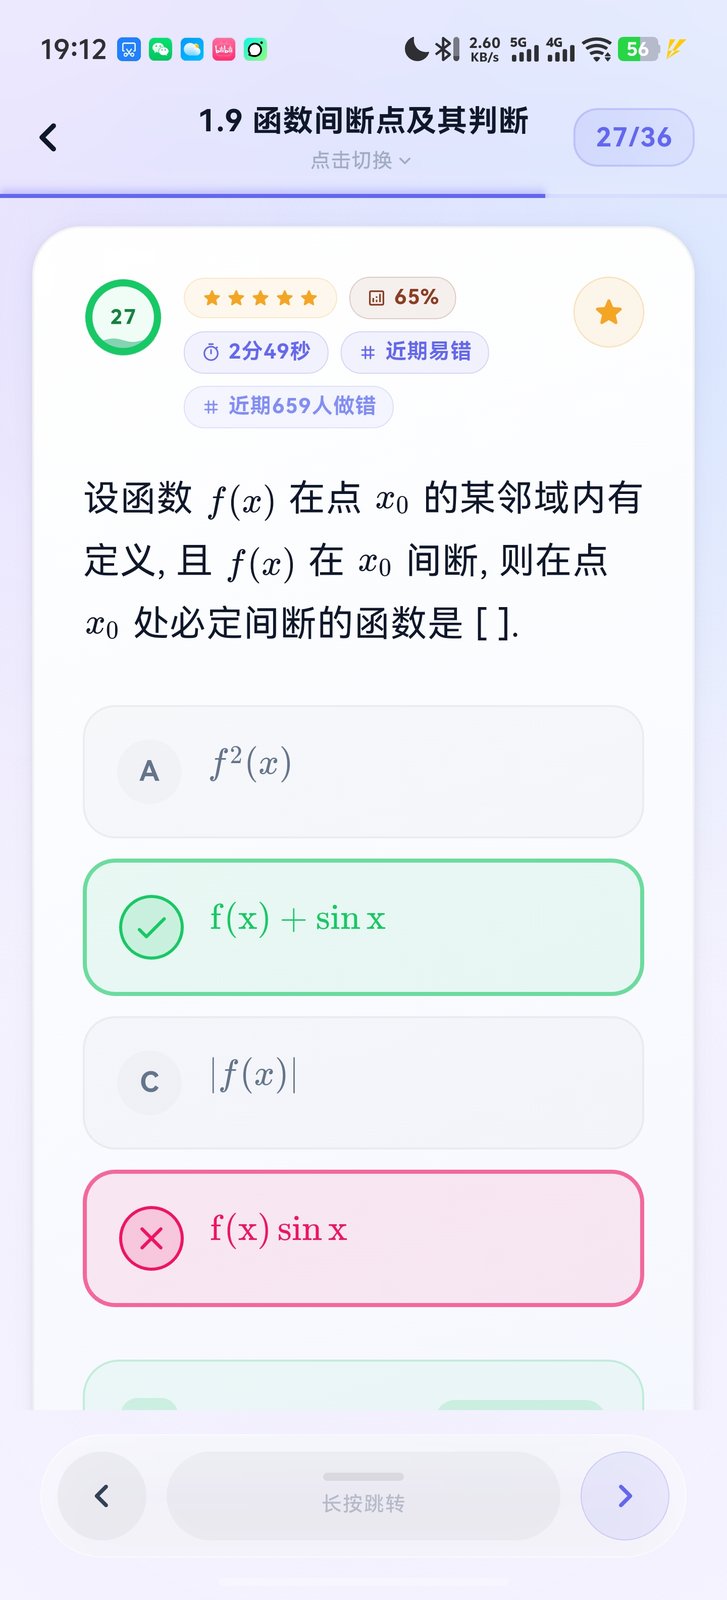 19:12
2.60 KB/s 5G 4G 56
1.9 函数间断点及其判断
点击切换
27/36
27
65%
2分49秒
# 近期易错
# 近期659人做错
设函数 f(x) 在点 x₀ 的某邻域内有
定义, 且 f(x) 在 x₀ 间断, 则在点
x₀ 处必定间断的函数是 [ ].
A f²(x)
f(x) + sin x
C |f(x)|
f(x) sin x
长按跳转